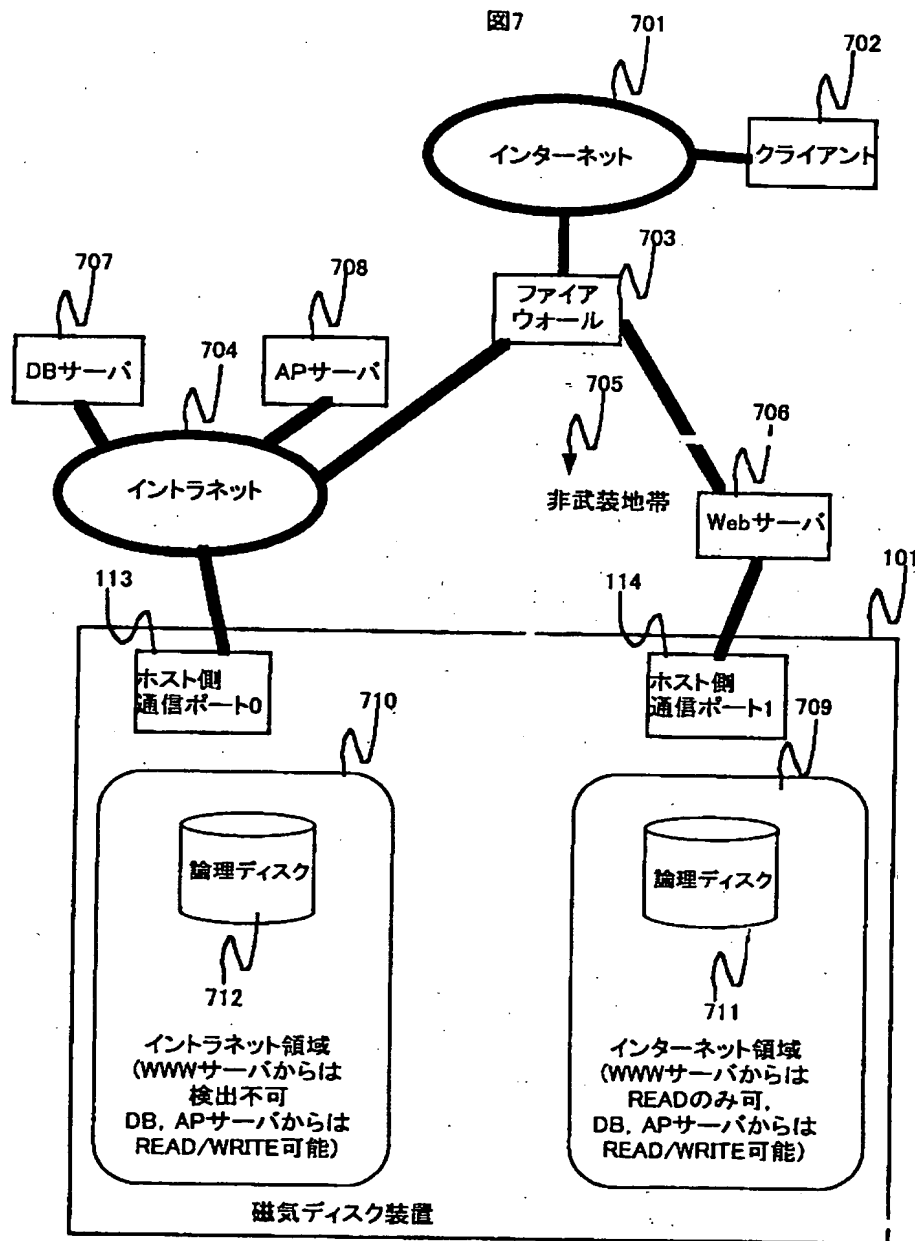 図7
701
702
インターネット
クライアント
703
ファイア
ウォール
707
708
704
DBサーバ
APサーバ
705
706
イントラネット
非武装地帯
Webサーバ
101
113
114
ホスト側
通信ポート0
ホスト側
通信ポート1
710
709
論理ディスク
論理ディスク
712
711
イントラネット領域
(WWWサーバからは
検出不可
DB, APサーバからは
READ/WRITE可能)
インターネット領域
(WWWサーバからは
READのみ可,
DB, APサーバからは
READ/WRITE可能)
磁気ディスク装置